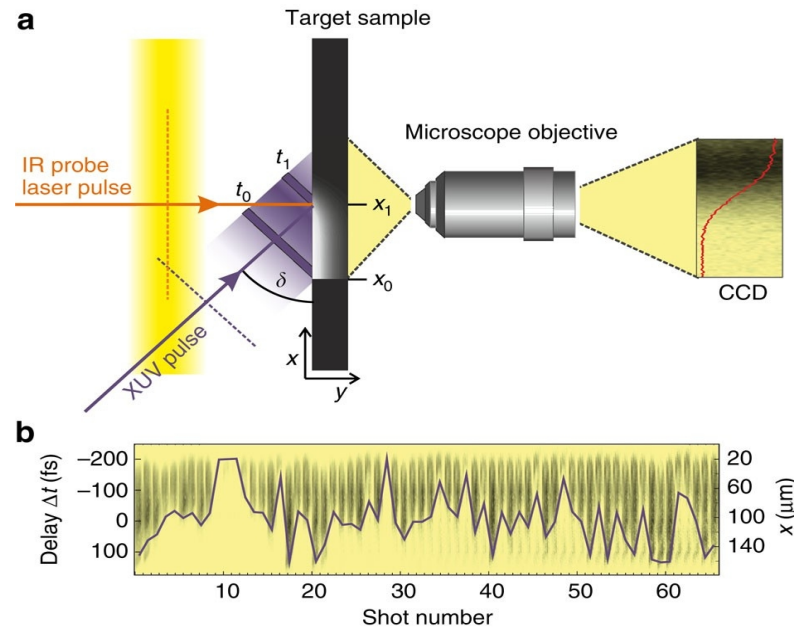 a
Target sample
Microscope objective
IR probe
laser pulse
t1
t0
x1
x0
δ
XUV pulse
x
y
CCD
b
Delay Δt (fs)
−200
−100
0
100
20
60
100
140
x (μm)
10
20
30
40
50
60
Shot number